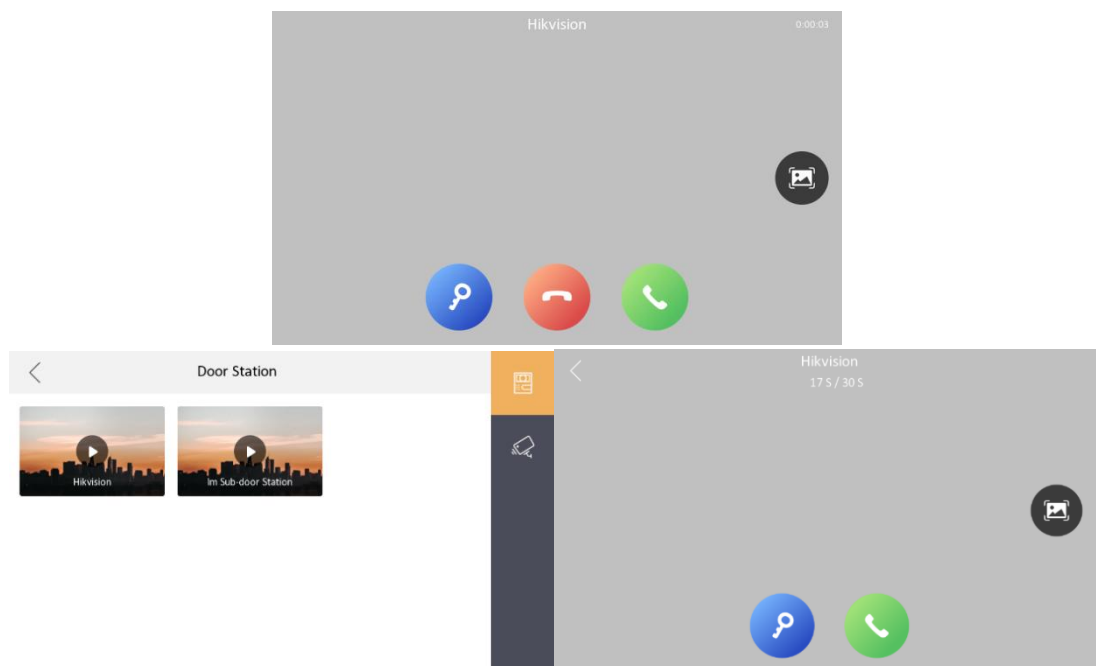 Hikvision
0:00:03
Door Station
Hikvision
Im Sub-door Station
Hikvision
17 S / 30 S